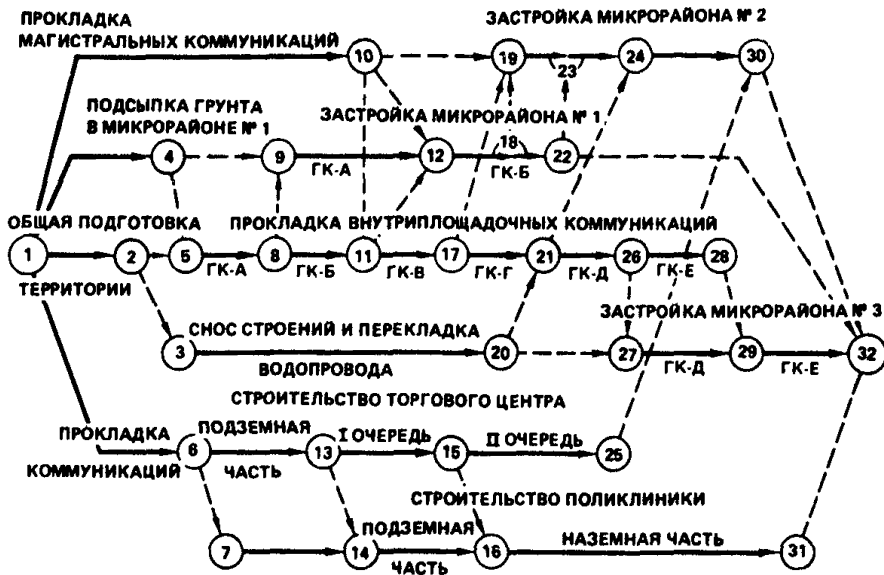 ПРОКЛАДКА
МАГИСТРАЛЬНЫХ КОММУНИКАЦИЙ
ЗАСТРОЙКА МИКРОРАЙОНА № 2
10
19
23
24
30
ПОДСЫПКА ГРУНТА
В МИКРОРАЙОНЕ № 1
ЗАСТРОЙКА МИКРОРАЙОНА № 1
4
9
ГК-А
12
18
ГК-Б
22
ОБЩАЯ ПОДГОТОВКА
ТЕРРИТОРИИ
ПРОКЛАДКА ВНУТРИПЛОЩАДОЧНЫХ КОММУНИКАЦИЙ
1
2
5
ГК-А
8
ГК-Б
11
ГК-В
17
ГК-Г
21
ГК-Д
26
ГК-Е
28
ЗАСТРОЙКА МИКРОРАЙОНА № 3
СНОС СТРОЕНИЙ И ПЕРЕКЛАДКА
ВОДОПРОВОДА
3
20
27
ГК-Д
29
ГК-Е
32
СТРОИТЕЛЬСТВО ТОРГОВОГО ЦЕНТРА
ПРОКЛАДКА
КОММУНИКАЦИЙ
6
ПОДЗЕМНАЯ
ЧАСТЬ
13
I ОЧЕРЕДЬ
15
II ОЧЕРЕДЬ
25
СТРОИТЕЛЬСТВО ПОЛИКЛИНИКИ
7
14
ПОДЗЕМНАЯ
ЧАСТЬ
16
НАЗЕМНАЯ ЧАСТЬ
31